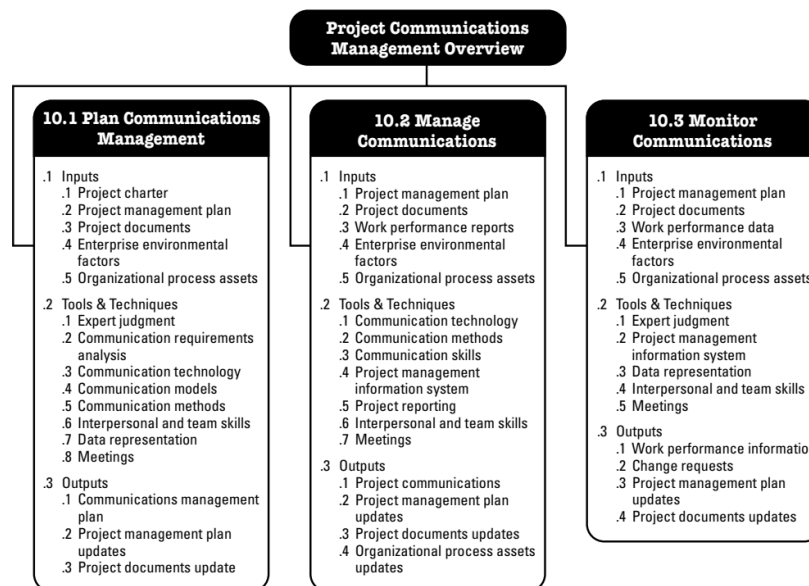 Project Communications
Management Overview
10.1 Plan Communications
Management
.1 Inputs
.1 Project charter
.2 Project management plan
.3 Project documents
.4 Enterprise environmental
factors
.5 Organizational process assets
.2 Tools & Techniques
.1 Expert judgment
.2 Communication requirements
analysis
.3 Communication technology
.4 Communication models
.5 Communication methods
.6 Interpersonal and team skills
.7 Data representation
.8 Meetings
.3 Outputs
.1 Communications management
plan
.2 Project management plan
updates
.3 Project documents update
10.2 Manage
Communications
.1 Inputs
.1 Project management plan
.2 Project documents
.3 Work performance reports
.4 Enterprise environmental
factors
.5 Organizational process assets
.2 Tools & Techniques
.1 Communication technology
.2 Communication methods
.3 Communication skills
.4 Project management
information system
.5 Project reporting
.6 Interpersonal and team skills
.7 Meetings
.3 Outputs
.1 Project communications
.2 Project management plan
updates
.3 Project documents updates
.4 Organizational process assets
updates
10.3 Monitor
Communications
.1 Inputs
.1 Project management plan
.2 Project documents
.3 Work performance data
.4 Enterprise environmental
factors
.5 Organizational process assets
.2 Tools & Techniques
.1 Expert judgment
.2 Project management
information system
.3 Data representation
.4 Interpersonal and team skills
.5 Meetings
.3 Outputs
.1 Work performance information
.2 Change requests
.3 Project management plan
updates
.4 Project documents updates